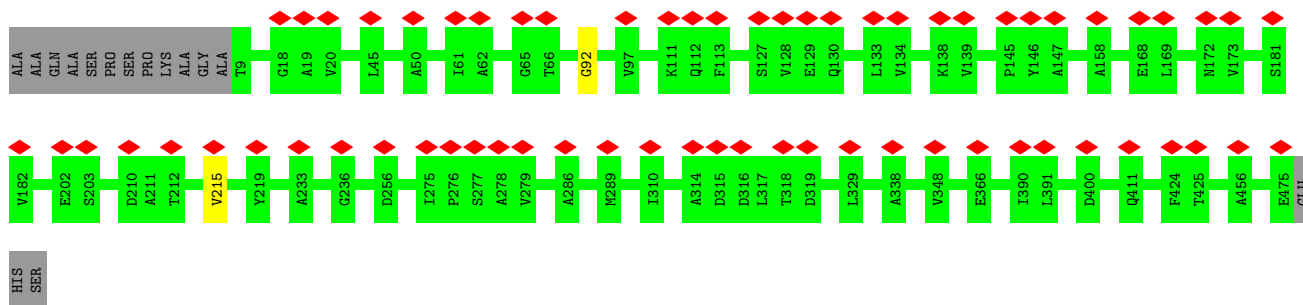 ALA ALA GLN ALA SER PRO SER PRO LYS ALA GLY ALA T9 G18 A19 V20 L45 A50 I61 A62 G65 T66 G92 V97 K111 Q112 F113 S127 V128 E129 Q130 L133 V134 K138 V139 P145 Y146 A147 A158 E168 L169 N172 V173 S181
V182 E202 S203 D210 A211 T212 V215 Y219 A233 G236 D256 I275 P276 S277 A278 V279 A286 M289 I310 A314 D315 D316 L317 T318 D319 L329 A338 V348 E366 I390 L391 D400 Q411 F424 T425 A456 E475 GLU
HIS SER